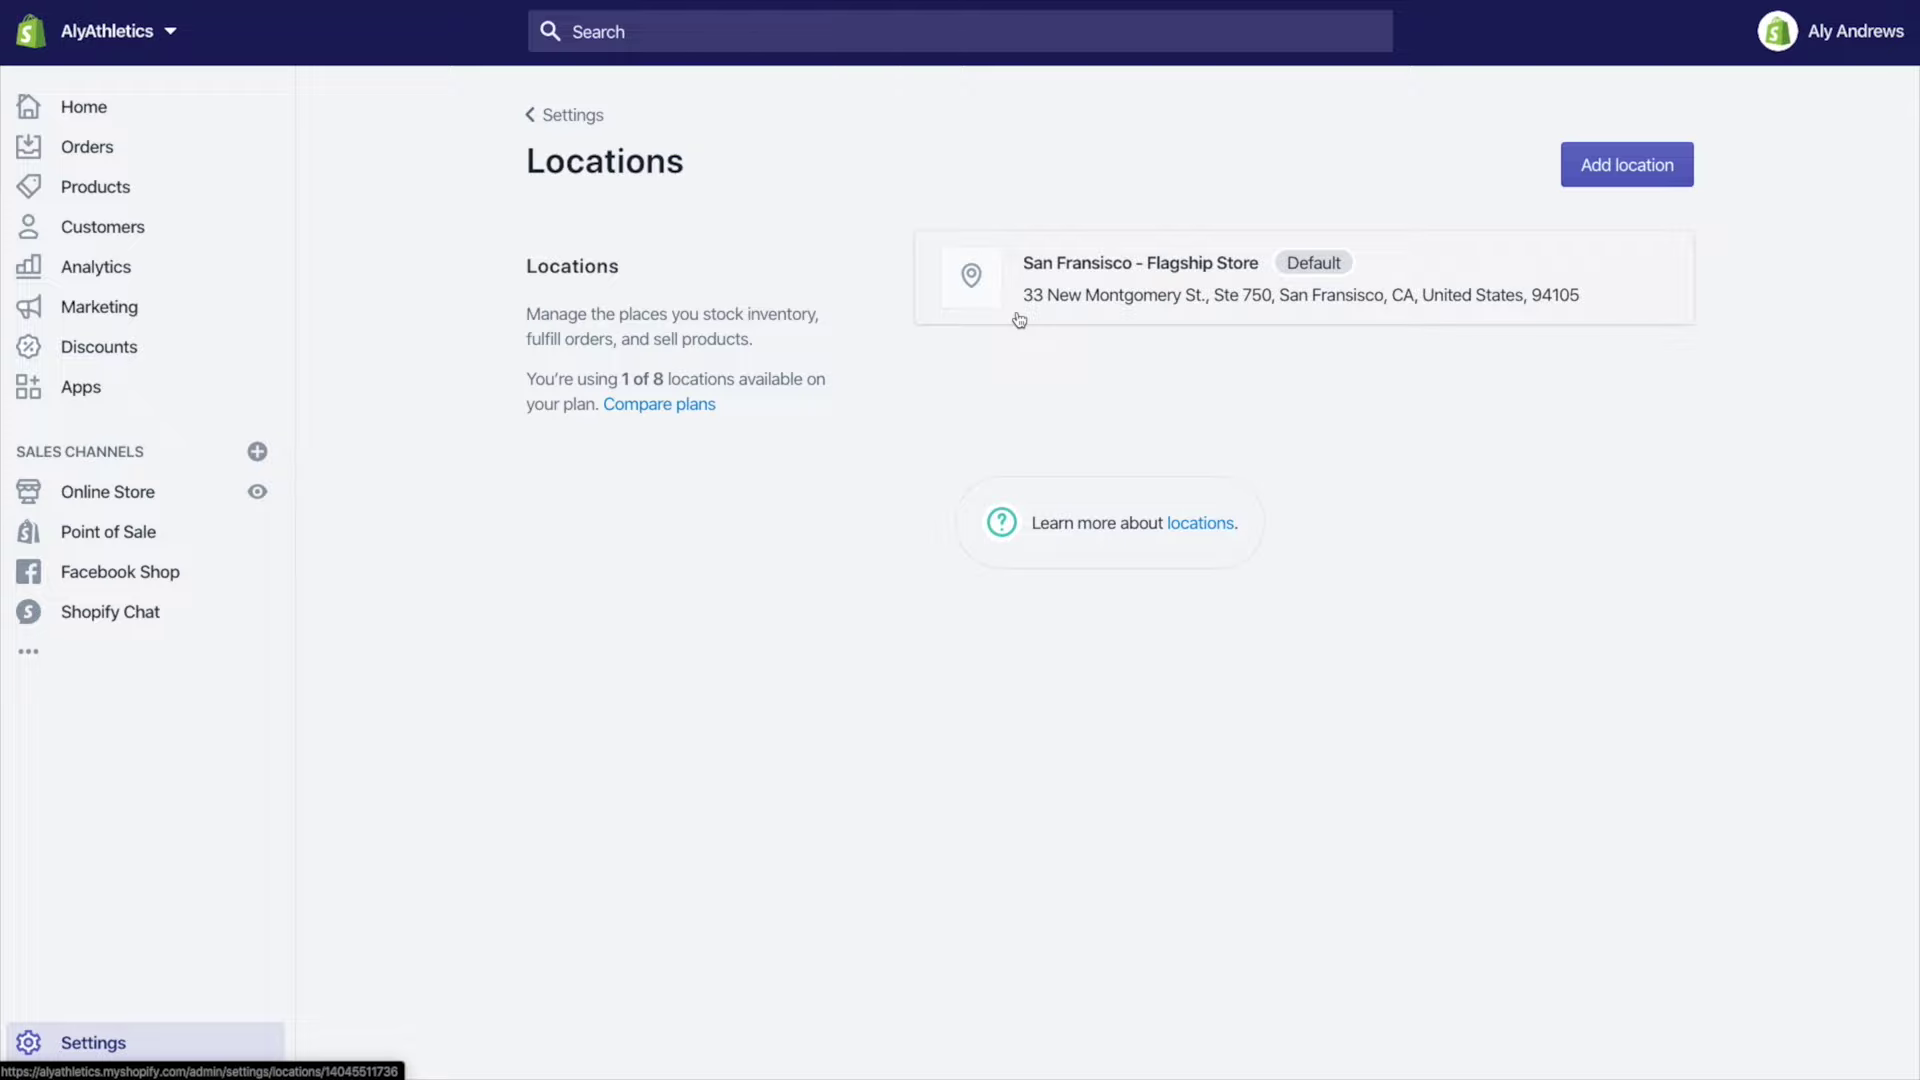 AlyAthletics
Search
Aly Andrews
Home
Orders
Products
Customers
Analytics
Marketing
Discounts
Apps
SALES CHANNELS
Online Store
Point of Sale
Facebook Shop
Shopify Chat
Settings
https://alyathletics.myshopify.com/admin/settings/locations/14045511736
Settings
Locations
Add location
Locations
Manage the places you stock inventory,
fulfill orders, and sell products.
You're using 1 of 8 locations available on
your plan. Compare plans
San Fransisco - Flagship Store Default
33 New Montgomery St., Ste 750, San Fransisco, CA, United States, 94105
Learn more about locations.